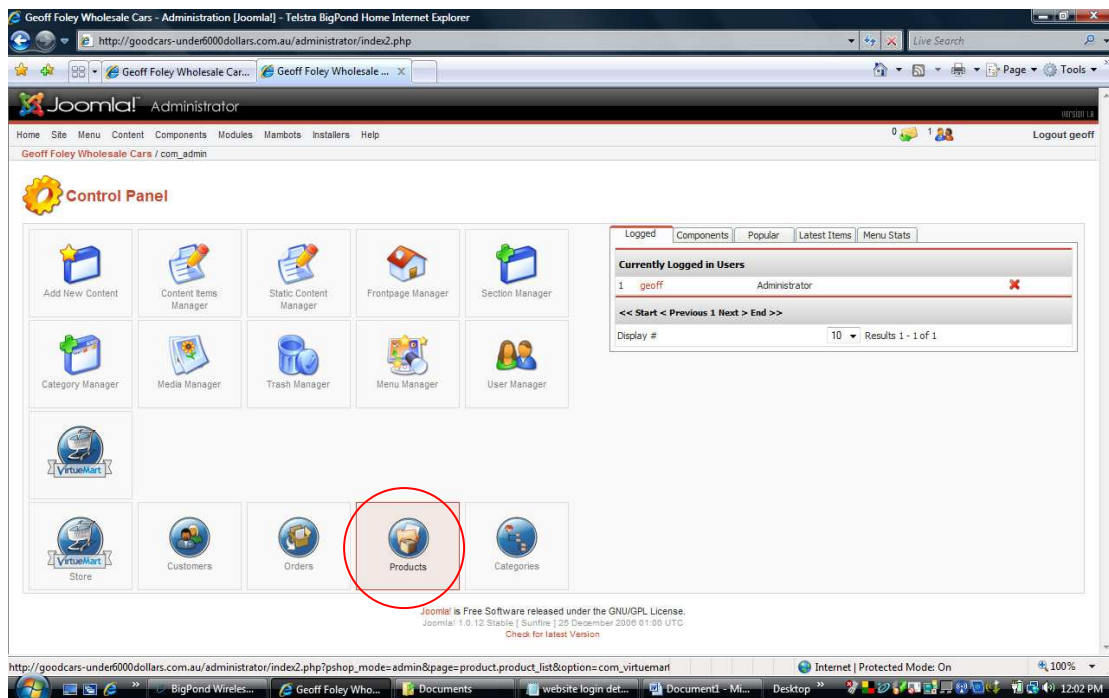 Geoff Foley Wholesale Cars - Administration [Joomla!] - Telstra BigPond Home Internet Explorer
http://goodcars-under6000dollars.com.au/administrator/index2.php
Live Search
Geoff Foley Wholesale Car...
Geoff Foley Wholesale ... X
Page
Tools
Joomla! Administrator
version 1.0
Home Site Menu Content Components Modules Mambots Installers Help
0 1
Logout geoff
Geoff Foley Wholesale Cars / com_admin
Control Panel
Logged Components Popular Latest Items Menu Stats
Currently Logged in Users
1 geoff Administrator
<< Start < Previous 1 Next > End >>
Display # 10 Results 1 - 1 of 1
Add New Content
Content Items Manager
Static Content Manager
Frontpage Manager
Section Manager
Category Manager
Media Manager
Trash Manager
Menu Manager
User Manager
VirtueMart
VirtueMart
Store
Customers
Orders
Products
Categories
Joomla! is Free Software released under the GNU/GPL License.
Joomla! 1.0.12 Stable [ Sunfire ] 25 December 2006 01:00 UTC
Check for latest Version
http://goodcars-under6000dollars.com.au/administrator/index2.php?pshop_mode=admin&page=product.product_list&option=com_virtuemart
Internet | Protected Mode: On
100%
BigPond Wireles...
Geoff Foley Who...
Documents
website login det...
Document1 - Mi...
Desktop
12:02 PM